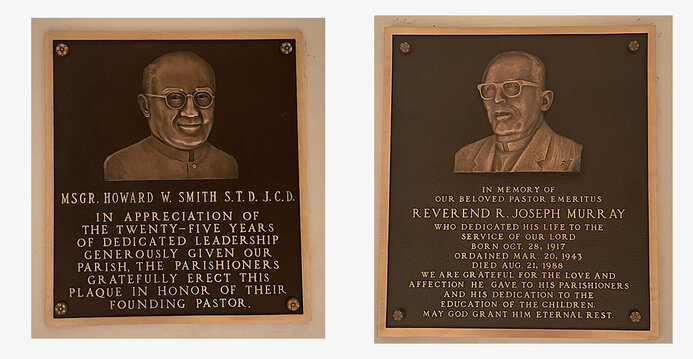 MSGR. HOWARD W. SMITH S.T.D. J.C.D.
IN APPRECIATION OF
THE TWENTY-FIVE YEARS
OF DEDICATED LEADERSHIP
GENEROUSLY GIVEN OUR
PARISH, THE PARISHIONERS
GRATEFULLY ERECT THIS
PLAQUE IN HONOR OF THEIR
FOUNDING PASTOR.
IN MEMORY OF
OUR BELOVED PASTOR EMERITUS
REVEREND R. JOSEPH MURRAY
WHO DEDICATED HIS LIFE TO THE
SERVICE OF OUR LORD
BORN OCT. 28, 1917
ORDAINED MAR. 20, 1943
DIED AUG. 21, 1988
WE ARE GRATEFUL FOR THE LOVE AND
AFFECTION HE GAVE TO HIS PARISHIONERS
AND HIS DEDICATION TO THE
EDUCATION OF THE CHILDREN.
MAY GOD GRANT HIM ETERNAL REST.